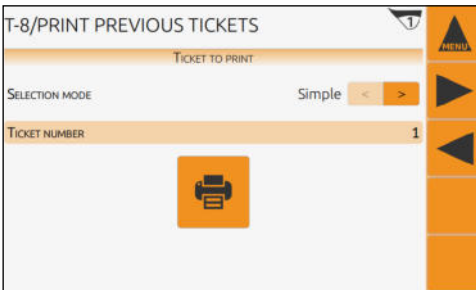 T-8/PRINT PREVIOUS TICKETS
1
MENU
TICKET TO PRINT
SELECTION MODE
Simple < >
TICKET NUMBER 1